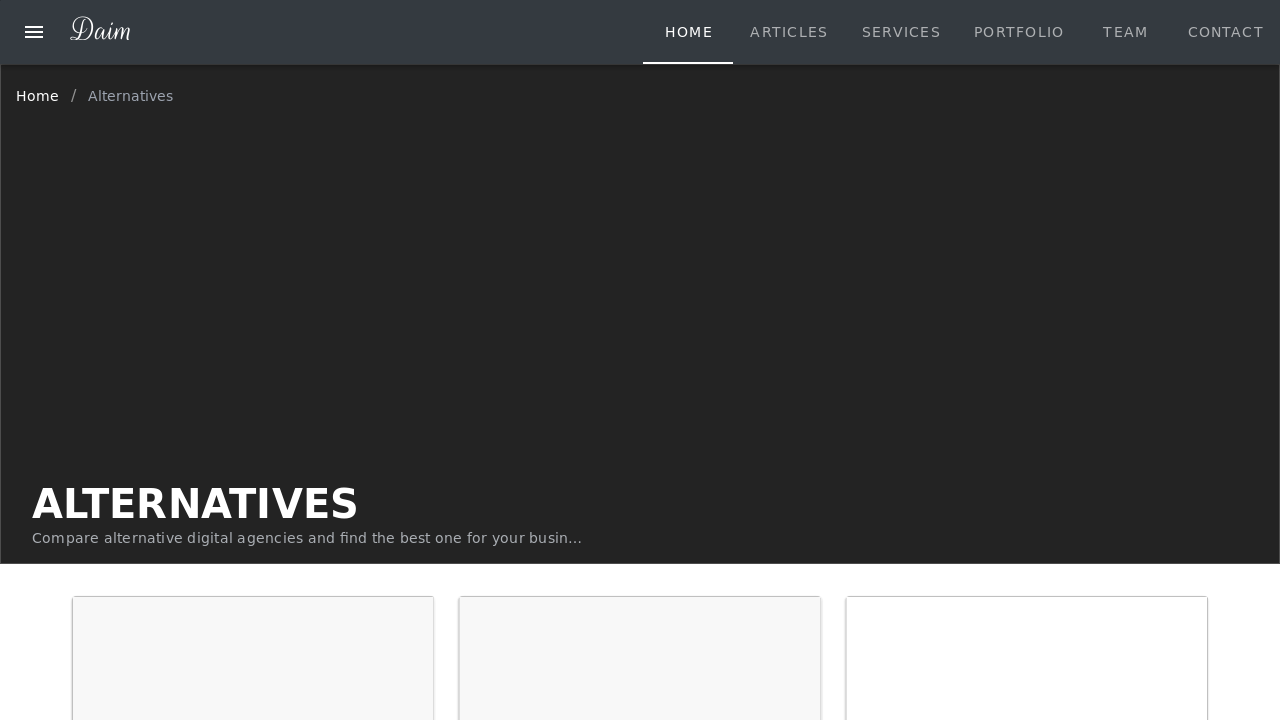 Daim
HOME ARTICLES SERVICES PORTFOLIO TEAM CONTACT
Home / Alternatives
ALTERNATIVES
Compare alternative digital agencies and find the best one for your busin...